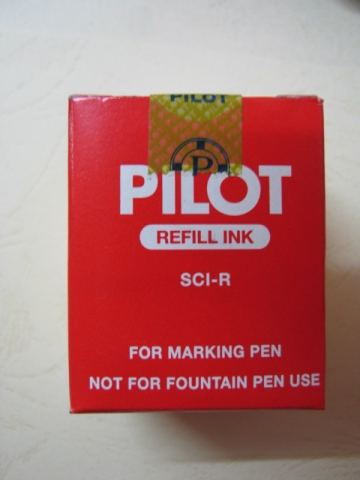 PILOT
P
PILOT
REFILL INK
SCI-R
FOR MARKING PEN
NOT FOR FOUNTAIN PEN USE